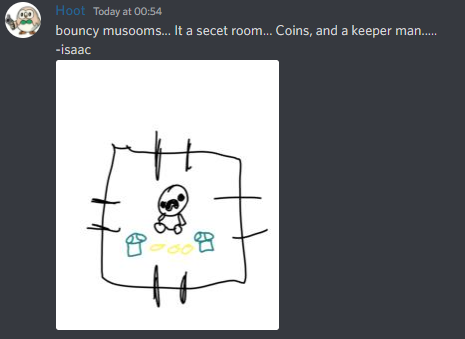 Hoot Today at 00:54
bouncy musooms... It a secet room... Coins, and a keeper man.....
-isaac